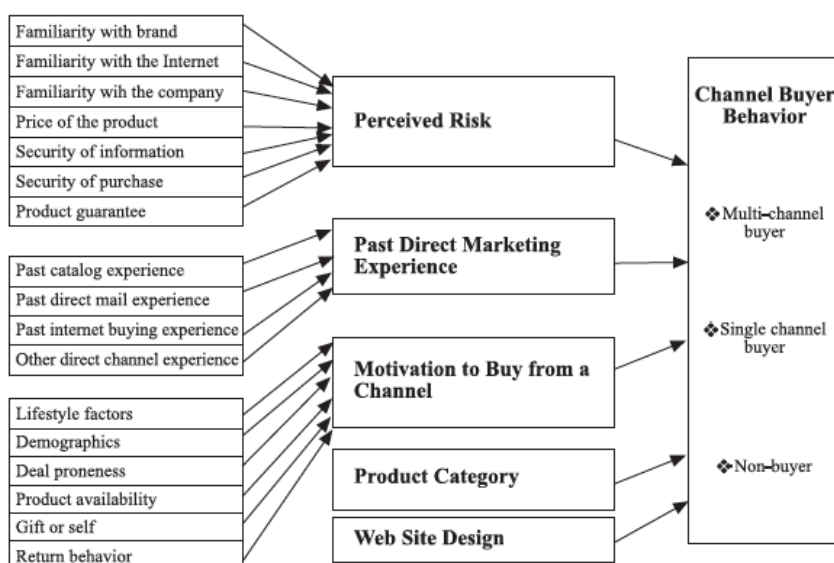 Familiarity with brand
Familiarity with the Internet
Familiarity wih the company
Price of the product
Security of information
Security of purchase
Product guarantee
Past catalog experience
Past direct mail experience
Past internet buying experience
Other direct channel experience
Lifestyle factors
Demographics
Deal proneness
Product availability
Gift or self
Return behavior
Perceived Risk
Past Direct Marketing
Experience
Motivation to Buy from a
Channel
Product Category
Web Site Design
Channel Buyer
Behavior
❖Multi-channel
buyer
❖Single channel
buyer
❖Non-buyer